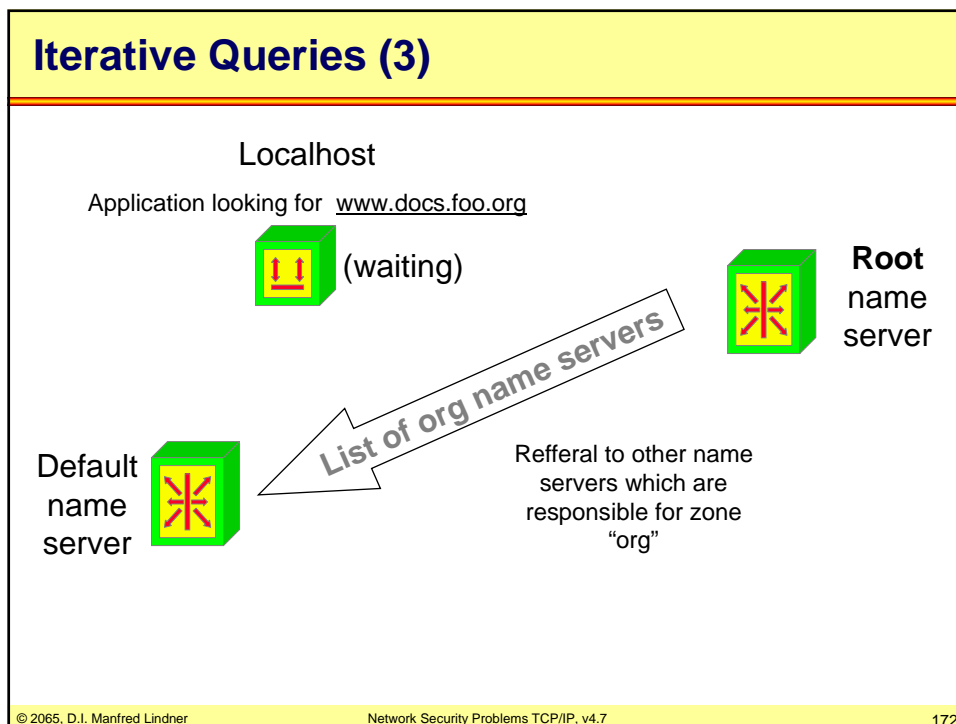 Iterative Queries (3)
Localhost
Application looking for www.docs.foo.org
(waiting)
Root
name
server
List of org name servers
Default
name
server
Refferal to other name
servers which are
responsible for zone
“org”
© 2065, D.I. Manfred Lindner
Network Security Problems TCP/IP, v4.7
172